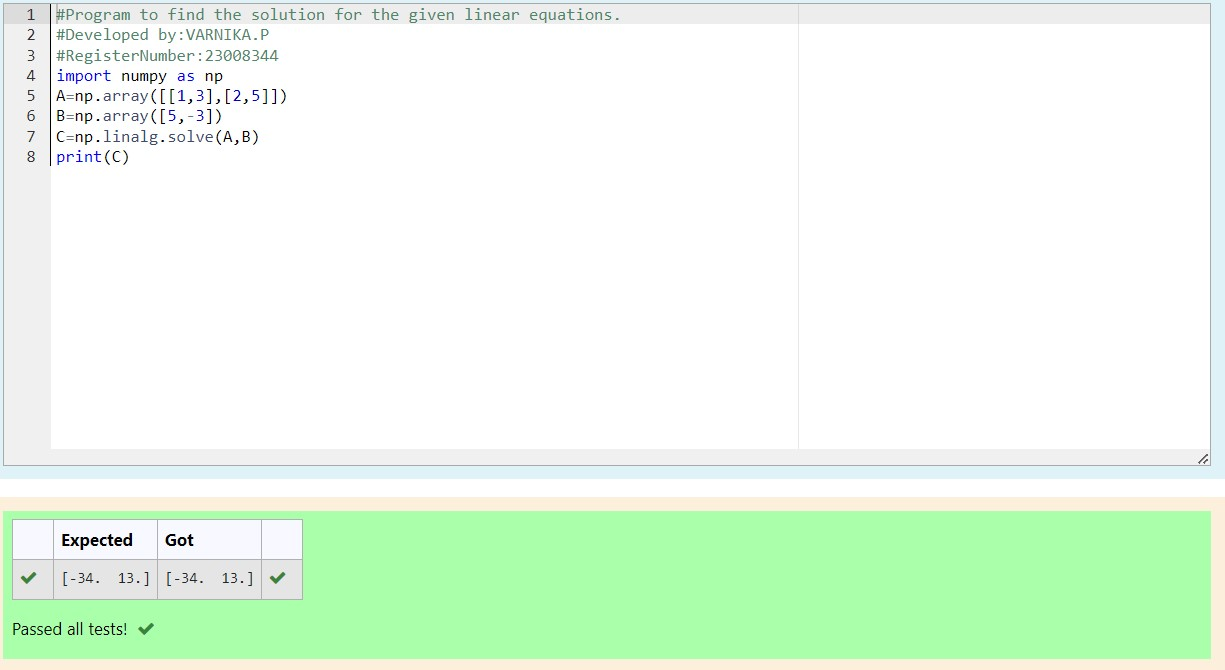 1 #Program to find the solution for the given linear equations.
2 #Developed by:VARNIKA.P
3 #RegisterNumber:23008344
4 import numpy as np
5 A=np.array([[1,3],[2,5]])
6 B=np.array([5,-3])
7 C=np.linalg.solve(A,B)
8 print(C)
Expected Got
[-34.  13.] [-34.  13.]
Passed all tests!